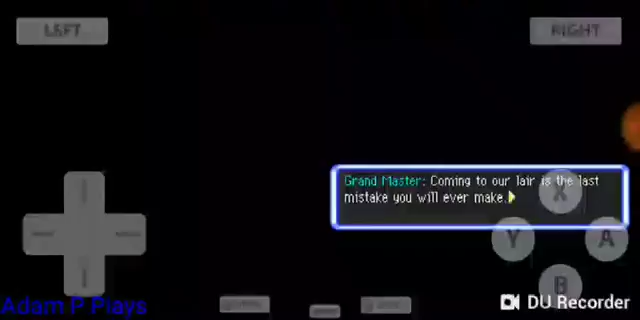 LEFT
RIGHT
Grand Master: Coming to our lair is the last
mistake you will ever make.
X
Y
A
B
Adam P Plays
DU Recorder